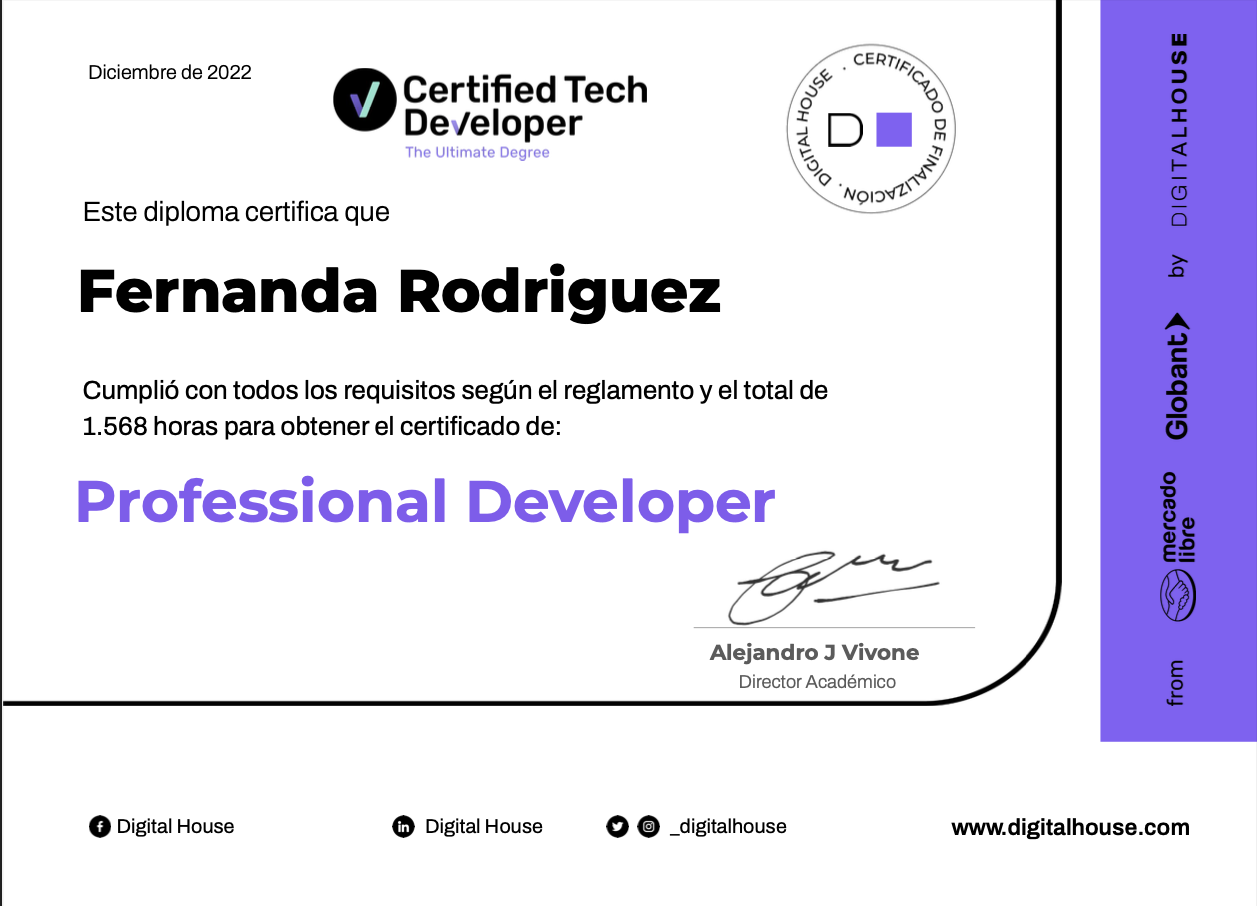 Diciembre de 2022
Certified Tech
Developer
The Ultimate Degree
DIGITAL HOUSE · CERTIFICADO DE FINALIZACIÓN ·
D
Este diploma certifica que
Fernanda Rodriguez
Cumplió con todos los requisitos según el reglamento y el total de
1.568 horas para obtener el certificado de:
Professional Developer
Alejandro J Vivone
Director Académico
from
mercado
libre
Globant
by
DIGITALHOUSE
Digital House
Digital House
_digitalhouse
www.digitalhouse.com